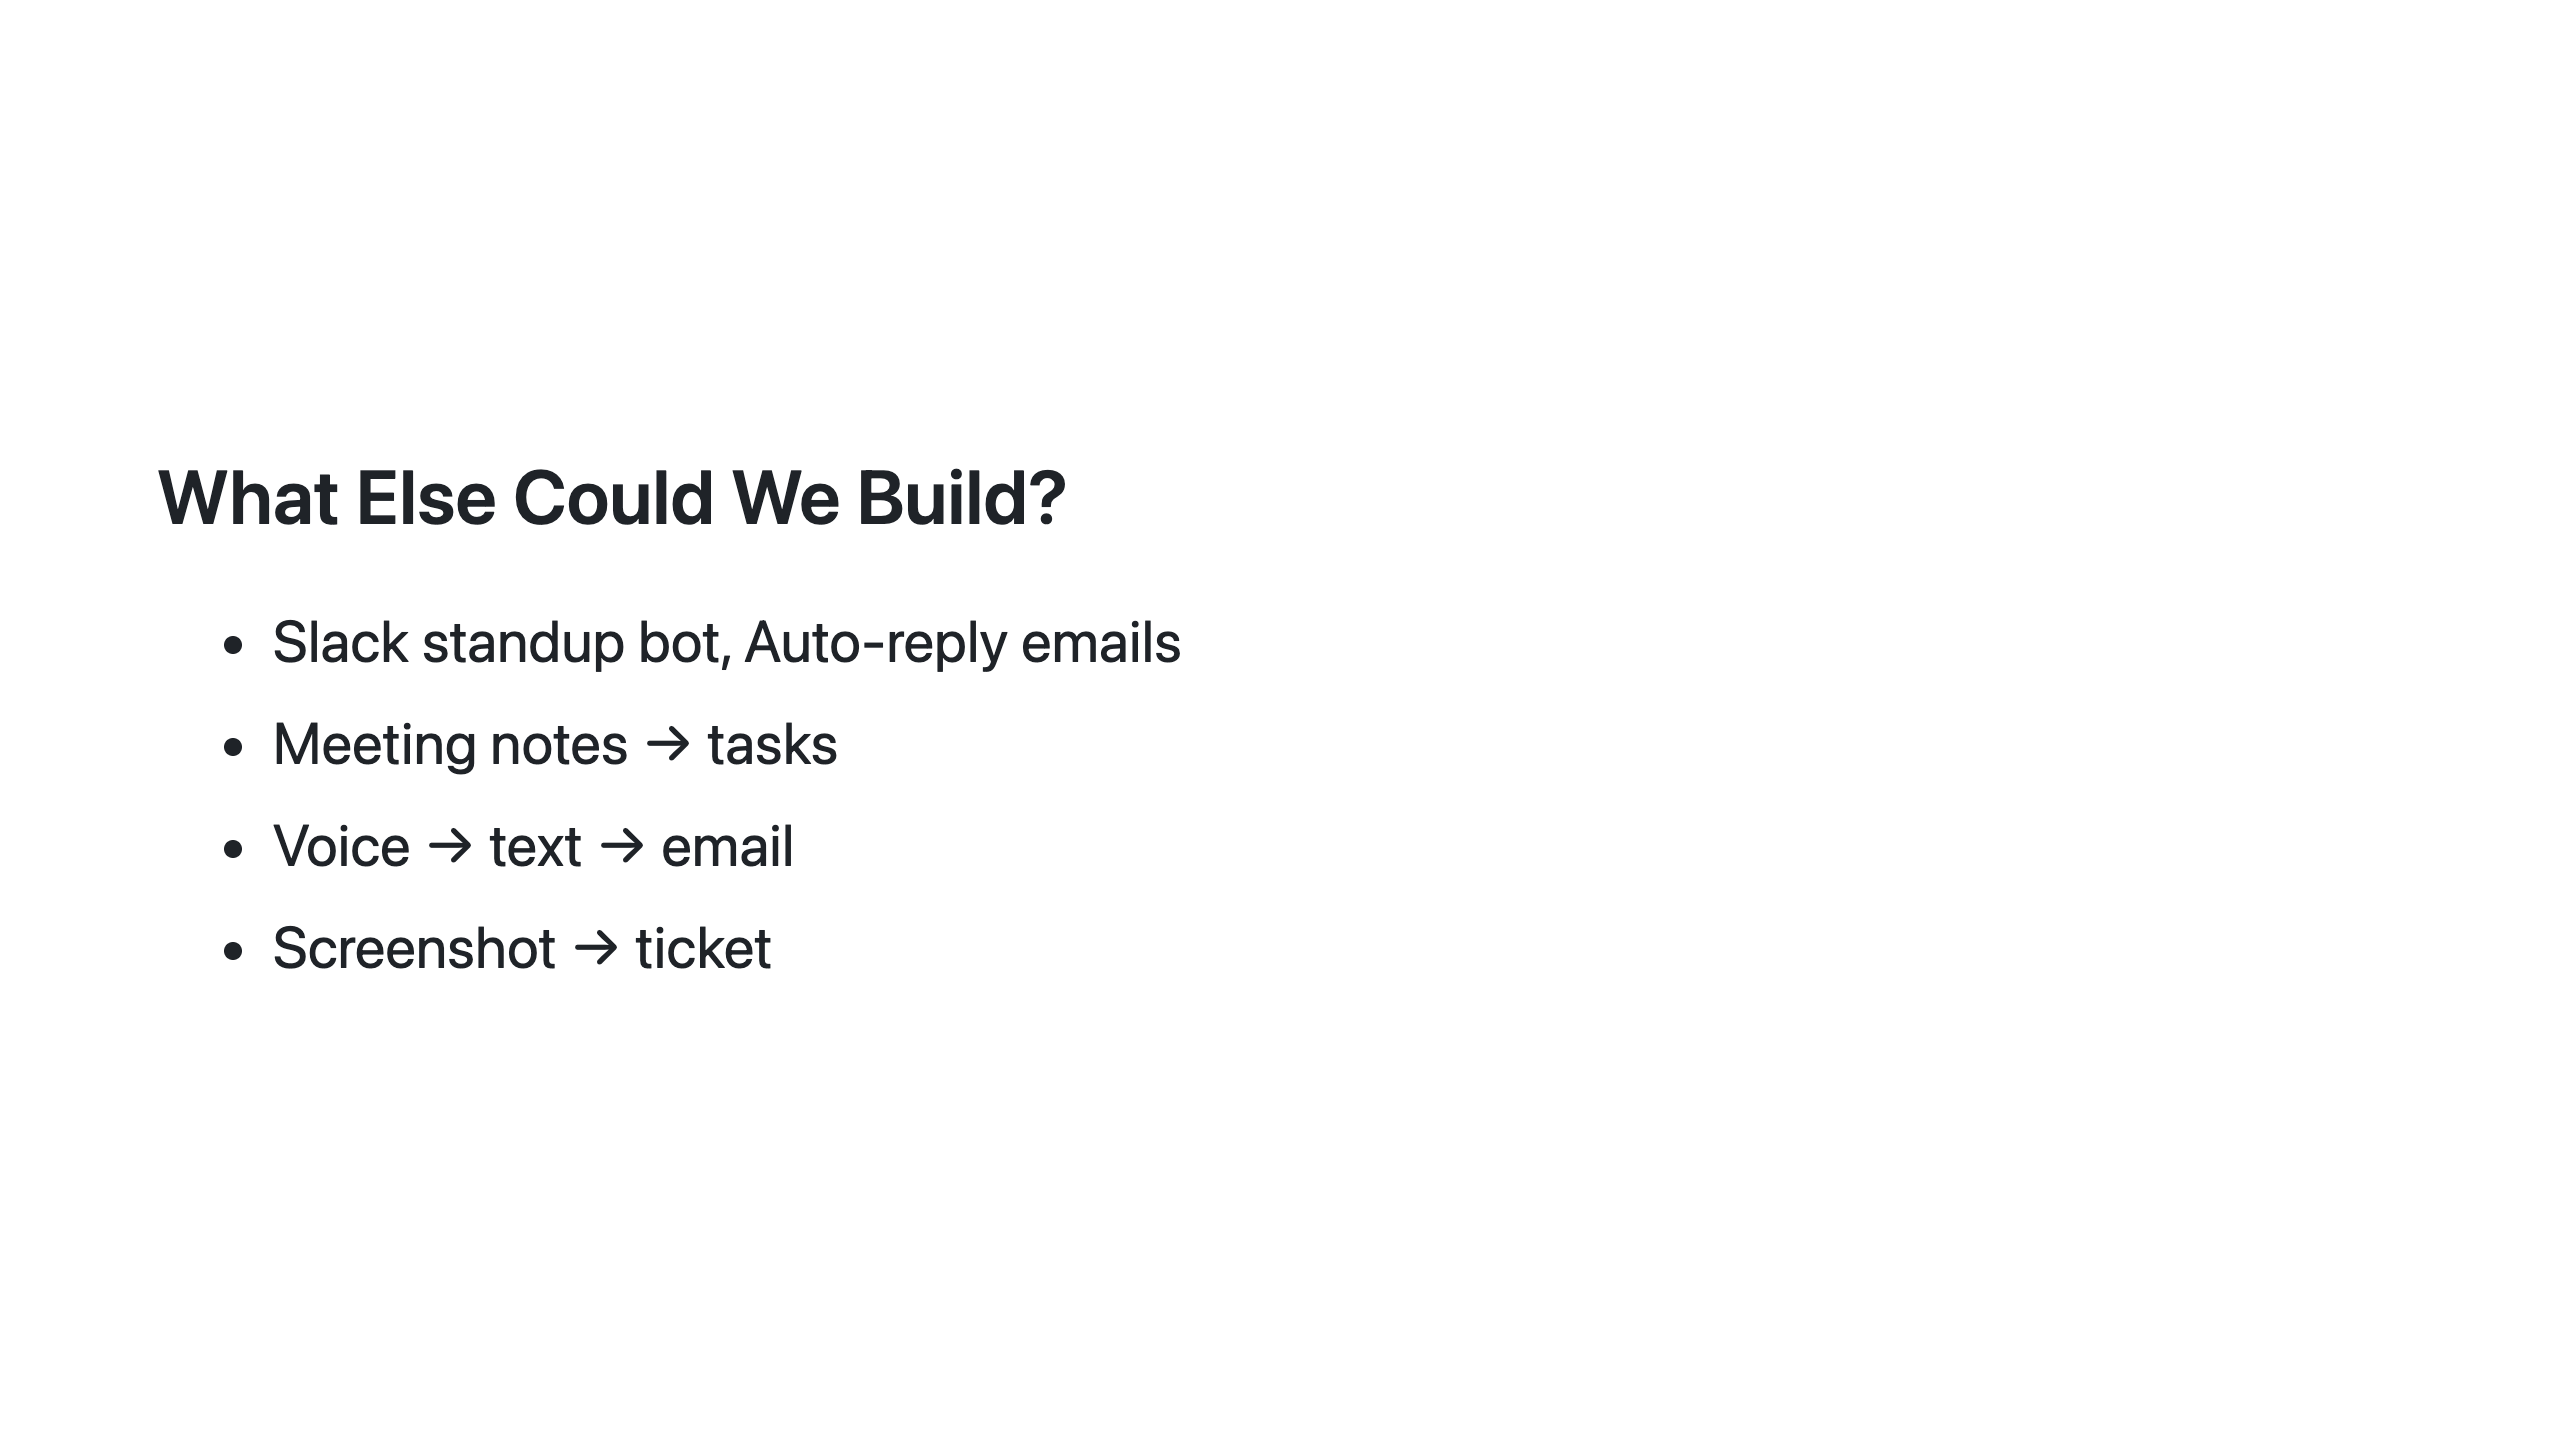 What Else Could We Build?
• Slack standup bot, Auto-reply emails
• Meeting notes → tasks
• Voice → text → email
• Screenshot → ticket